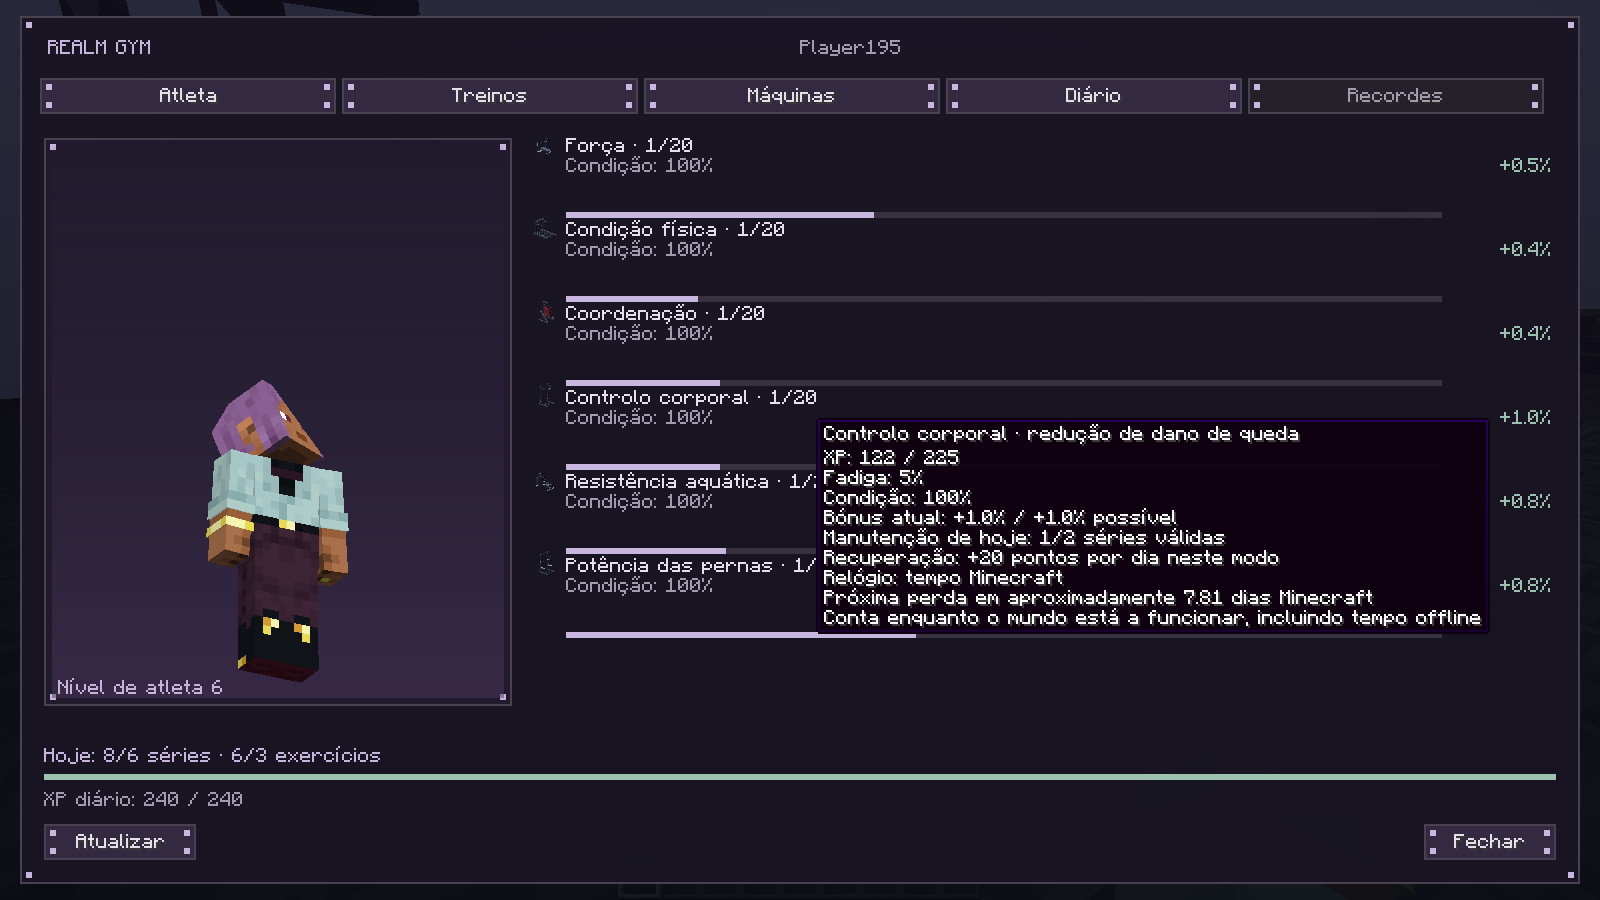 REALM GYM
Player195
Atleta
Treinos
Máquinas
Diário
Recordes
Força · 1/20
Condição: 100%
+0.5%
Condição física · 1/20
Condição: 100%
+0.4%
Coordenação · 1/20
Condição: 100%
+0.4%
Controlo corporal · 1/20
Condição: 100%
+1.0%
Resistência aquática · 1/
Condição: 100%
+0.8%
Potência das pernas · 1/
Condição: 100%
+0.8%
Controlo corporal · redução de dano de queda
XP: 122 / 225
Fadiga: 5%
Condição: 100%
Bónus atual: +1.0% / +1.0% possível
Manutenção de hoje: 1/2 séries válidas
Recuperação: +20 pontos por dia neste modo
Relógio: tempo Minecraft
Próxima perda em aproximadamente 7.81 dias Minecraft
Conta enquanto o mundo está a funcionar, incluindo tempo offline
Nível de atleta 6
Hoje: 8/6 séries · 6/3 exercícios
XP diário: 240 / 240
Atualizar
Fechar